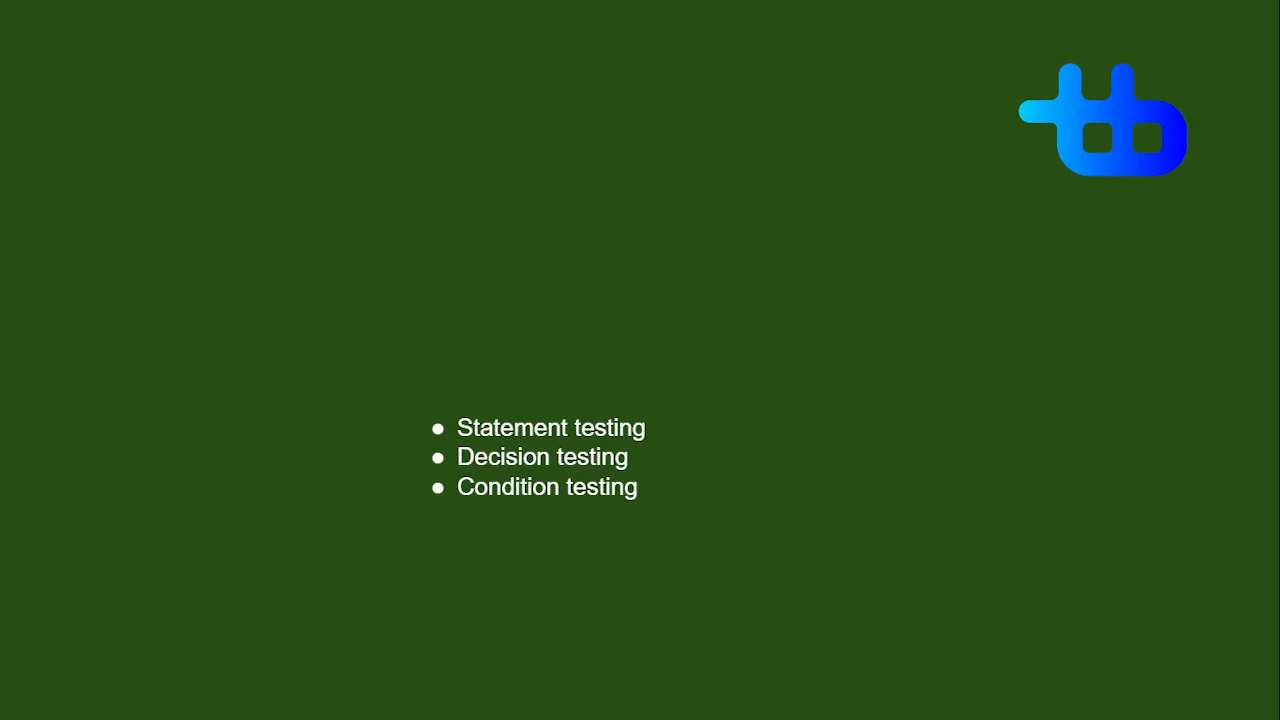 ● Statement testing
● Decision testing
● Condition testing